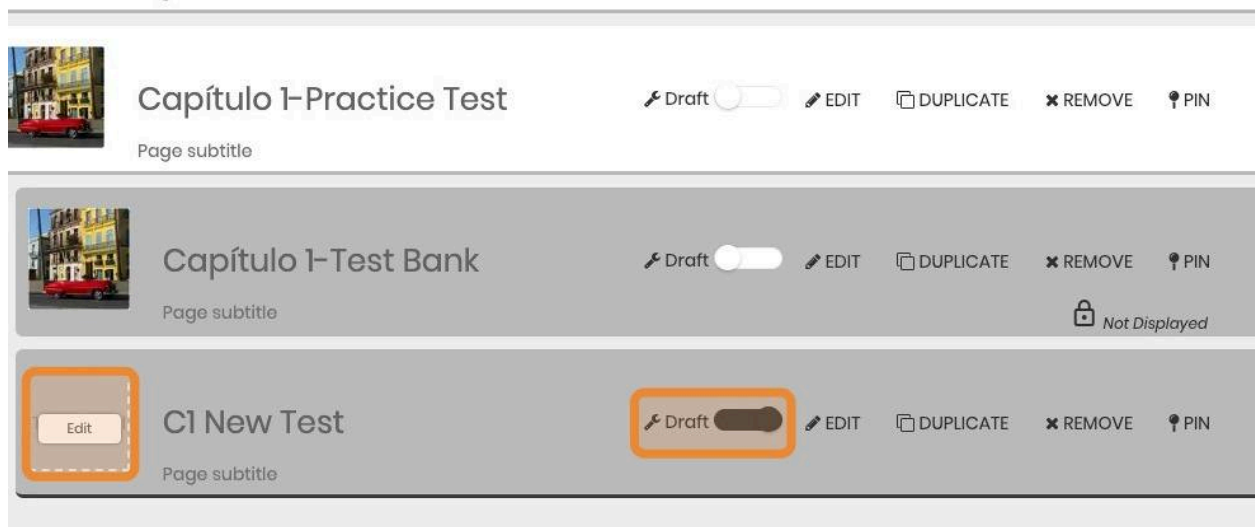 Capítulo 1-Practice Test
Draft EDIT DUPLICATE REMOVE PIN
Page subtitle
Capítulo 1-Test Bank
Draft EDIT DUPLICATE REMOVE PIN
Page subtitle
Not Displayed
Edit
C1 New Test
Draft EDIT DUPLICATE REMOVE PIN
Page subtitle